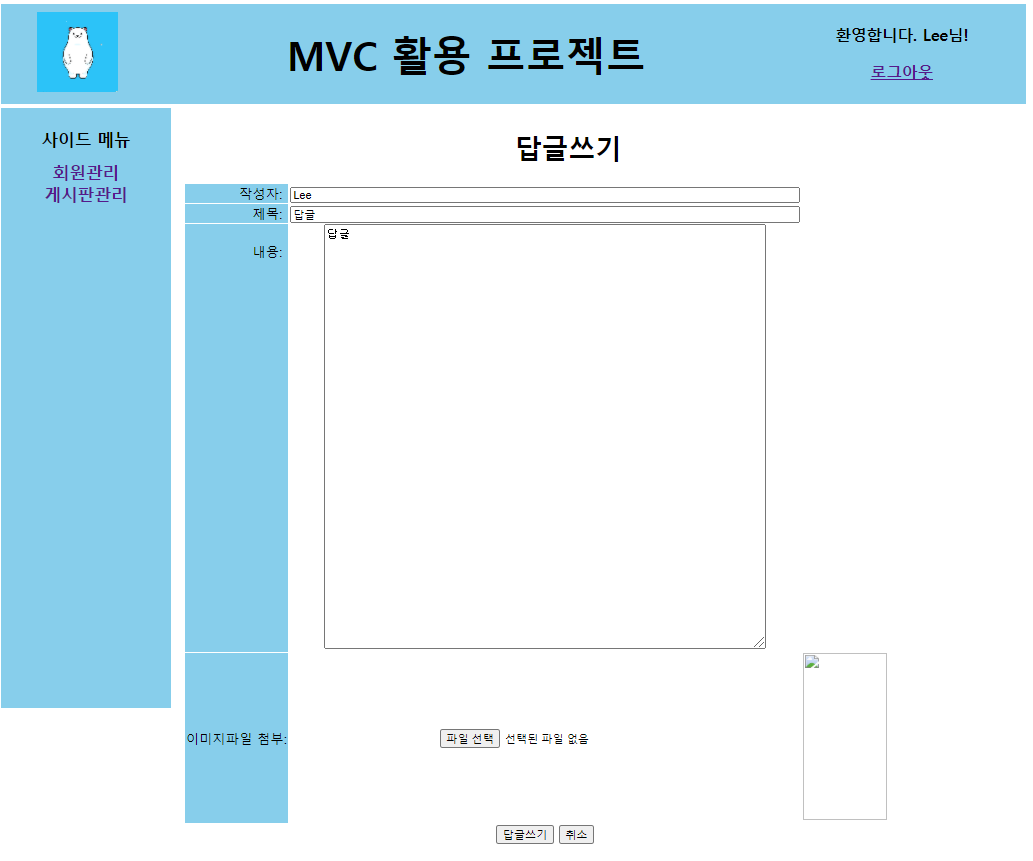 MVC 활용 프로젝트
환영합니다. Lee님!
로그아웃
사이드 메뉴
회원관리
게시판관리
답글쓰기
작성자: Lee
제목: 답글
내용: 답글
이미지파일 첨부: 파일 선택 선택된 파일 없음
답글쓰기 취소